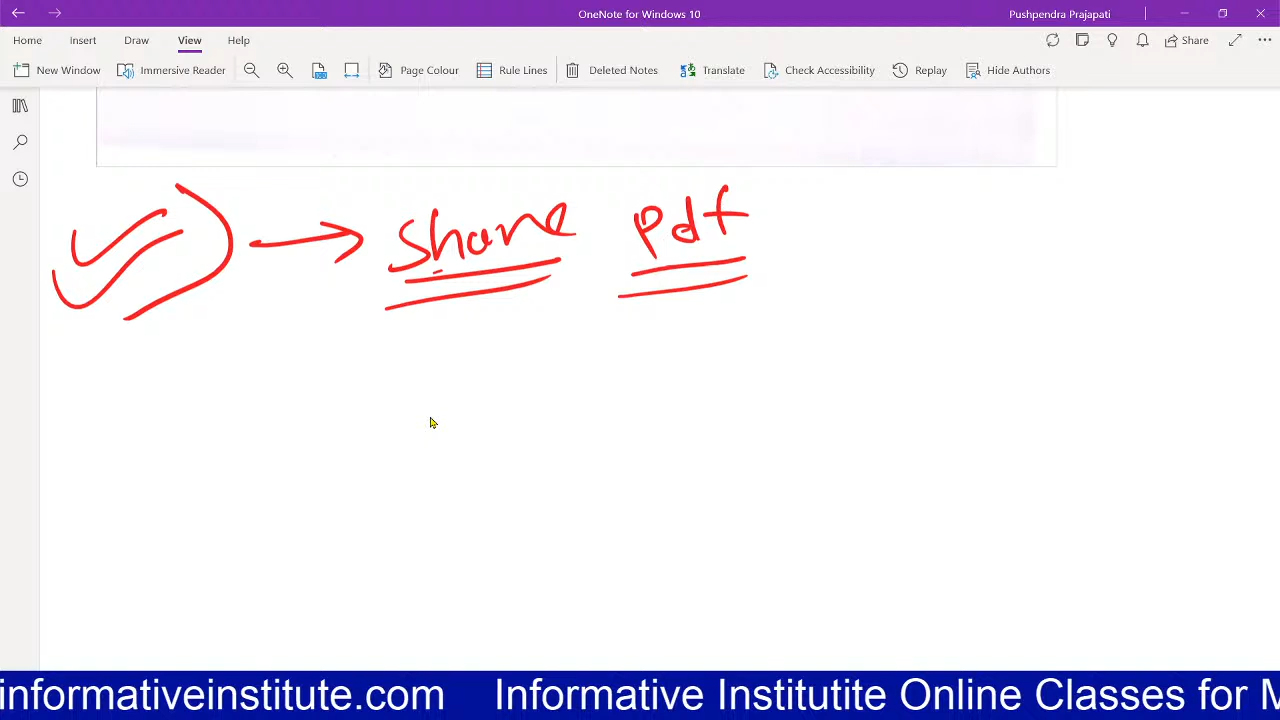 OneNote for Windows 10 Pushpendra Prajapati
Home Insert Draw View Help Share
New Window Immersive Reader Page Colour Rule Lines Deleted Notes Translate Check Accessibility Replay Hide Authors
Share Pdf
informativeinstitute.com Informative Institutite Online Classes for M